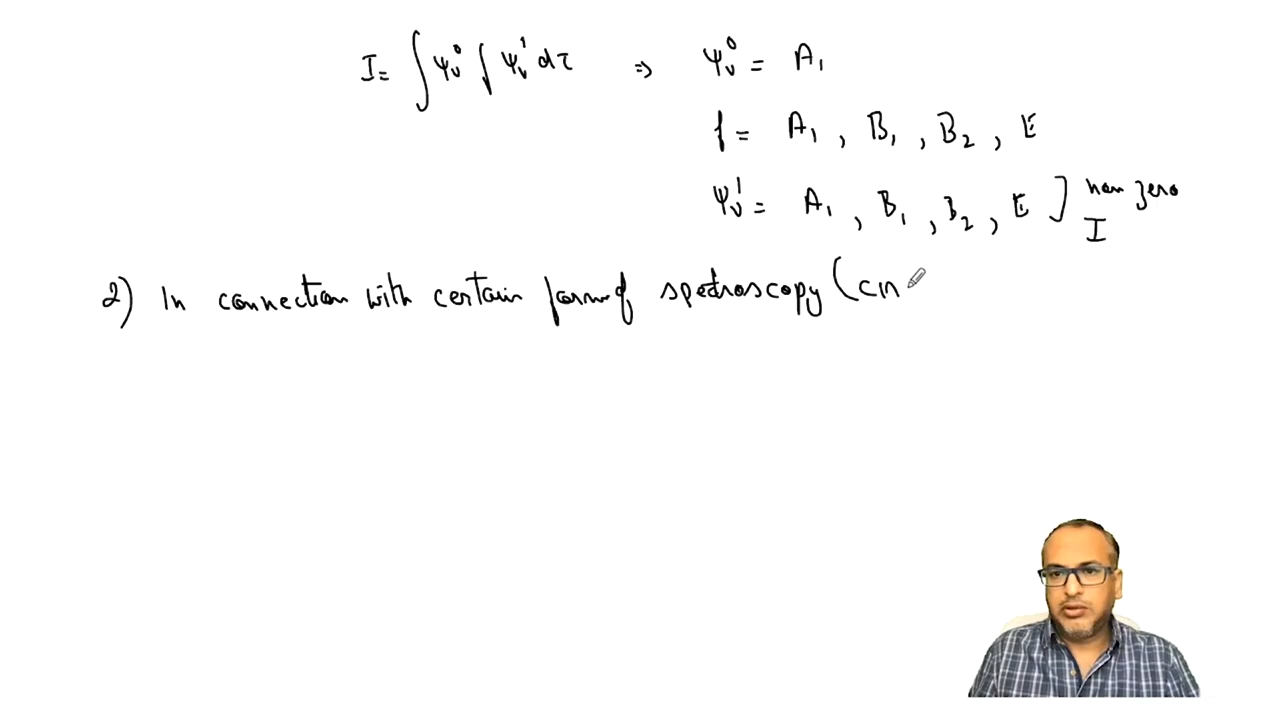 I= ∫ψᵥ⁰ ∫ ψᵥ¹ dτ ⇒ ψᵥ⁰ = A₁
f = A₁ , B₁ , B₂ , E
ψᵥ¹ = A₁ , B₁ , B₂ , E ] non zero
I
2) In connection with certain form of spectroscopy (cm